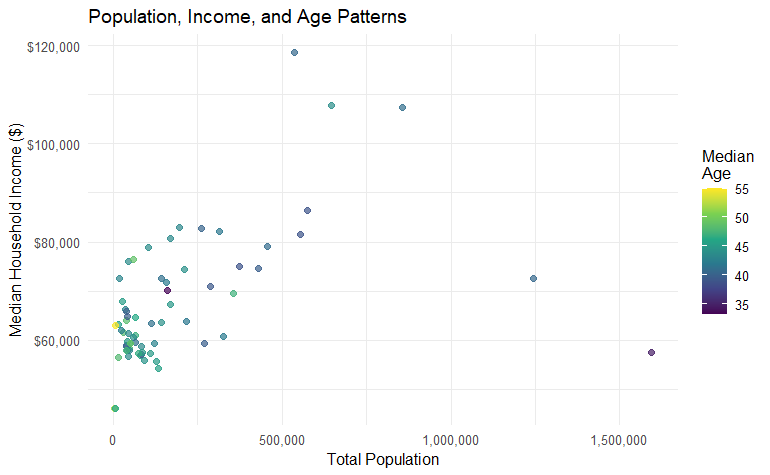 Population, Income, and Age Patterns
$120,000
$100,000
$80,000
$60,000
Median Household Income ($)
0
500,000
1,000,000
1,500,000
Total Population
Median
Age
55
50
45
40
35